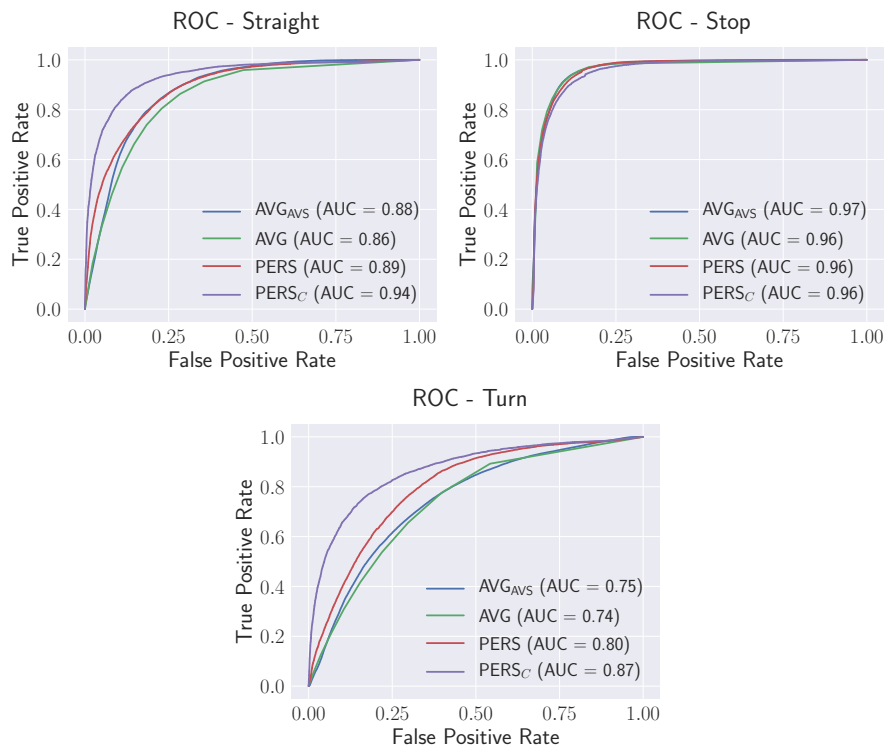 ROC - Straight
True Positive Rate
1.0
0.8
0.6
0.4
0.2
0.0
AVG_AVS (AUC = 0.88)
AVG (AUC = 0.86)
PERS (AUC = 0.89)
PERS_C (AUC = 0.94)
0.00 0.25 0.50 0.75 1.00
False Positive Rate
ROC - Stop
True Positive Rate
1.0
0.8
0.6
0.4
0.2
0.0
AVG_AVS (AUC = 0.97)
AVG (AUC = 0.96)
PERS (AUC = 0.96)
PERS_C (AUC = 0.96)
0.00 0.25 0.50 0.75 1.00
False Positive Rate
ROC - Turn
True Positive Rate
1.0
0.8
0.6
0.4
0.2
0.0
AVG_AVS (AUC = 0.75)
AVG (AUC = 0.74)
PERS (AUC = 0.80)
PERS_C (AUC = 0.87)
0.00 0.25 0.50 0.75 1.00
False Positive Rate